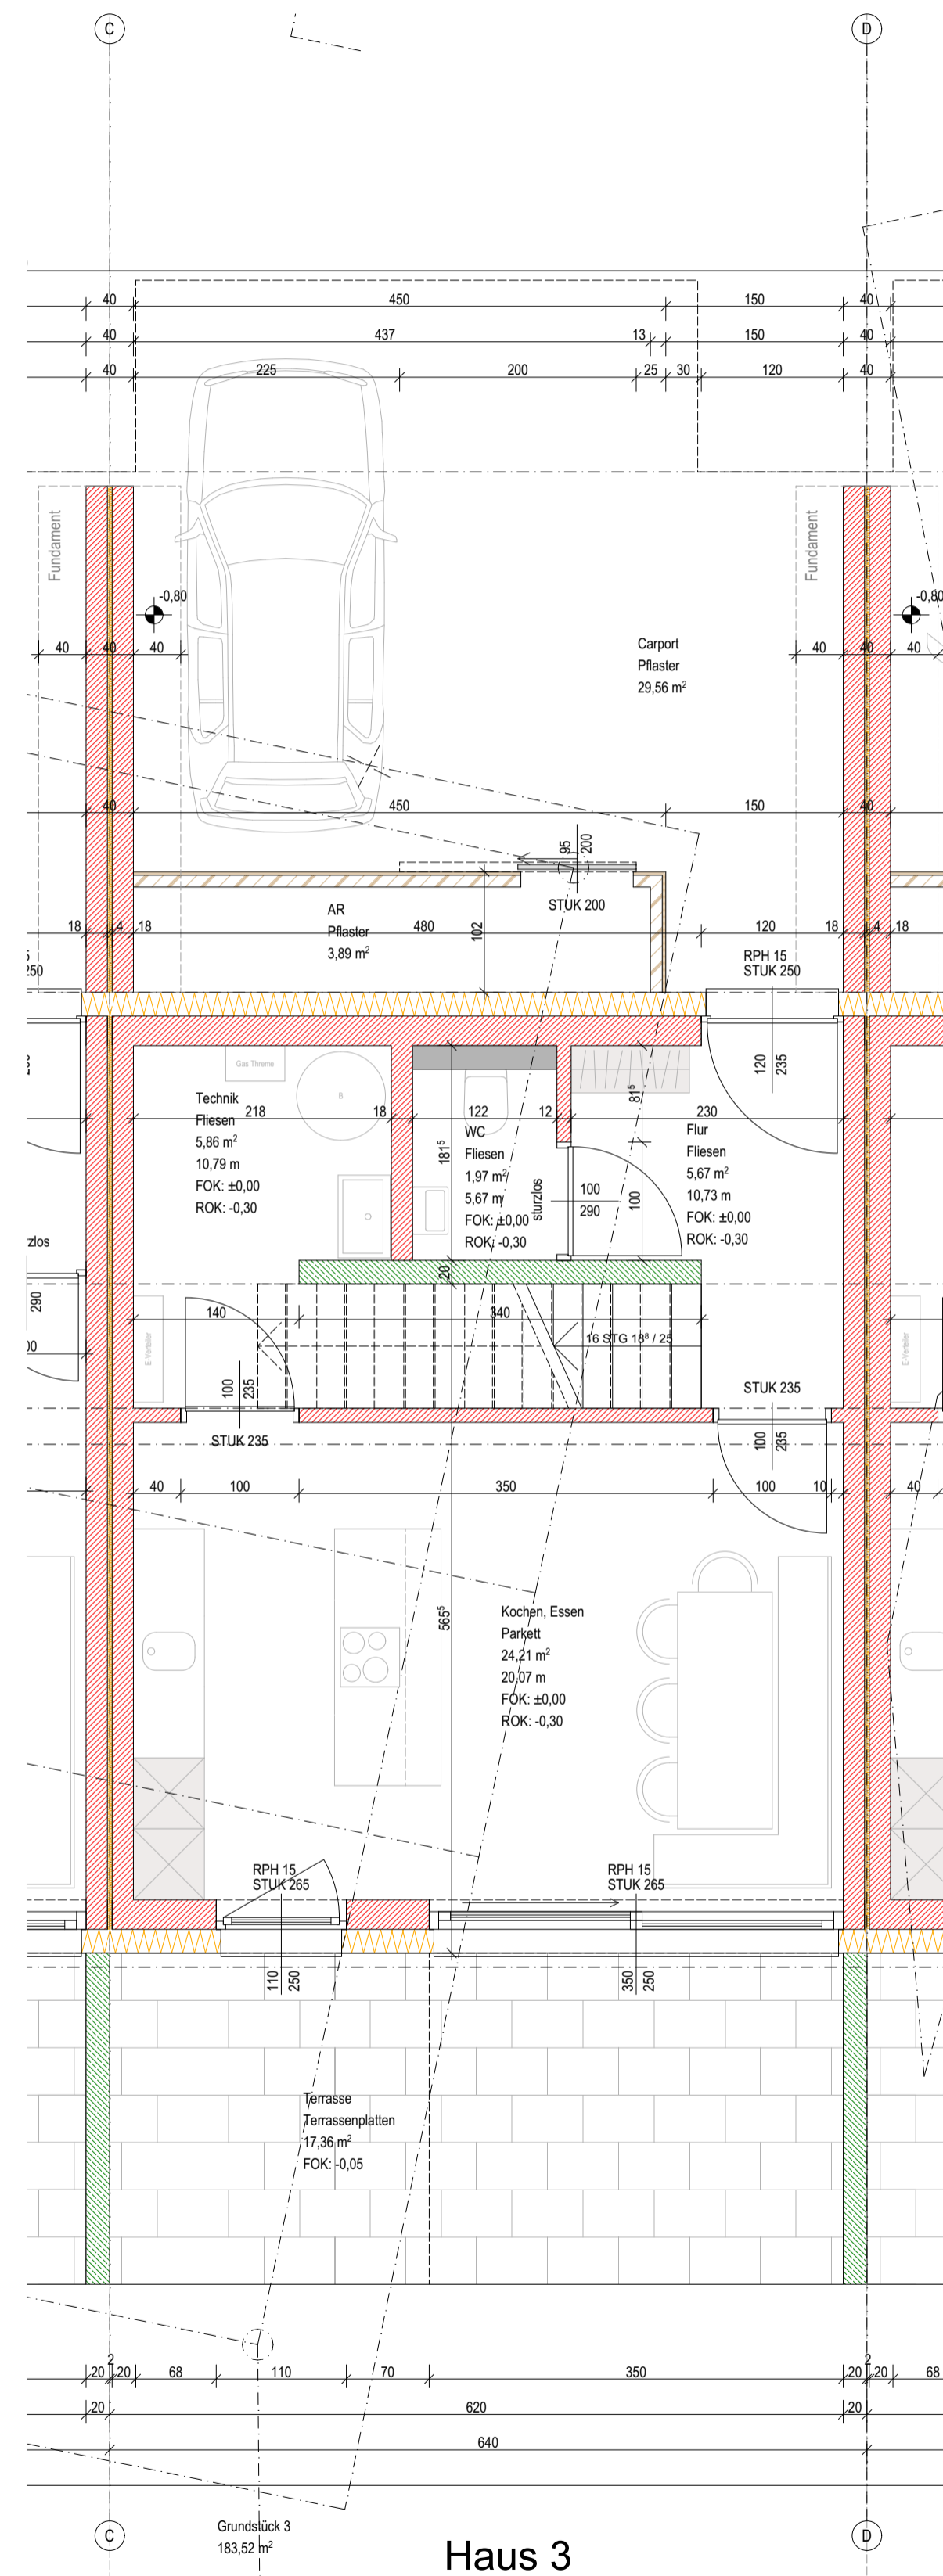 C
D
40
450
150
40
40
437
13
150
40
40
225
200
25
30
120
40
Fundament
Fundament
-0,80
-0,80
40
40
40
40
40
40
Carport
Pflaster
29,56 m²
40
450
150
40
95
200
STUK 200
AR
Pflaster
3,89 m²
18
4
18
480
102
120
18
4
18
250
RPH 15
STUK 250
120
235
Gas Threme
B
Technik
Fliesen
5,86 m²
10,79 m
FOK: ±0,00
ROK: -0,30
218
18
122
12
230
181⁵
81⁵
WC
Fliesen
1,97 m²
5,67 m
FOK: ±0,00
ROK: -0,30
sturzlos
100
290
100
Flur
Fliesen
5,67 m²
10,73 m
FOK: ±0,00
ROK: -0,30
rzlos
290
00
20
140
340
16 STG 18⁸ / 25
E-Verteiler
E-Verteiler
100
235
STUK 235
STUK 235
100
235
40
100
350
100
10
40
565⁵
Kochen, Essen
Parkett
24,21 m²
20,07 m
FOK: ±0,00
ROK: -0,30
RPH 15
STUK 265
RPH 15
STUK 265
110
250
350
250
Terrasse
Terrassenplatten
17,36 m²
FOK: -0,05
2
2
20
20
68
110
70
350
20
20
68
20
620
20
640
Grundstück 3
183,52 m²
C
D
Haus 3